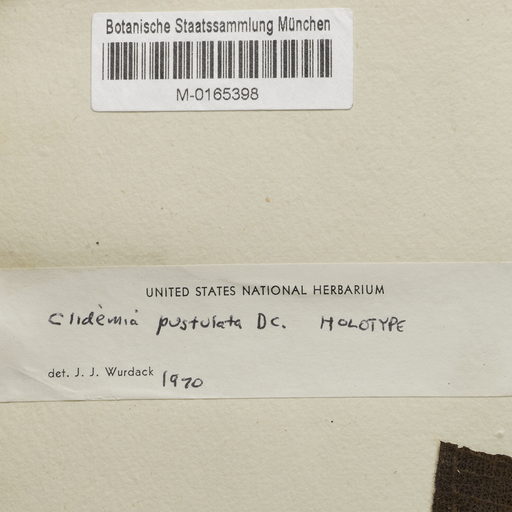 Botanische Staatssammlung München
M-0165398
UNITED STATES NATIONAL HERBARIUM
Clidemia pustulata DC. HOLOTYPE
det. J. J. Wurdack 1970